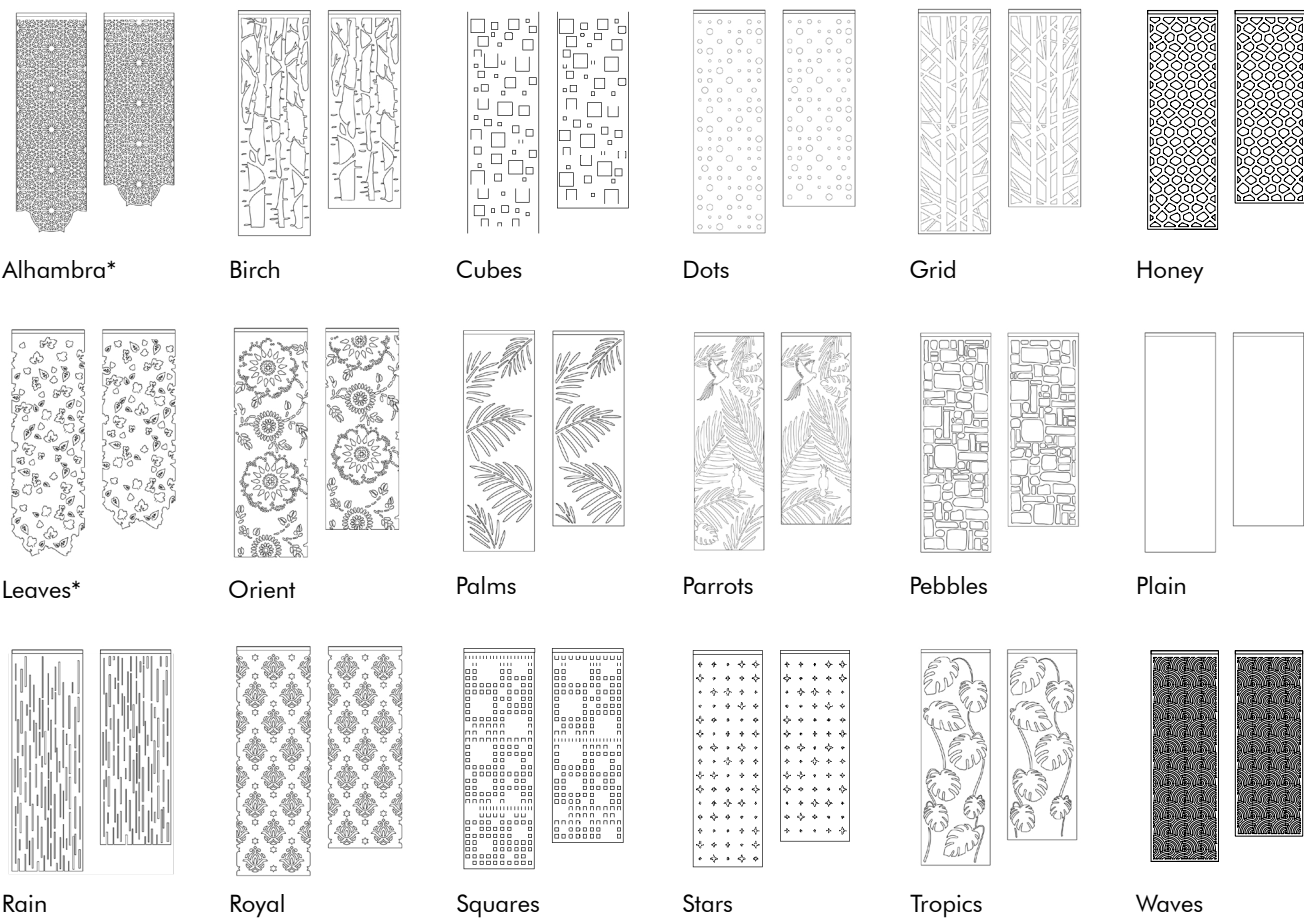 Alhambra* Birch Cubes Dots Grid Honey
Leaves* Orient Palms Parrots Pebbles Plain
Rain Royal Squares Stars Tropics Waves